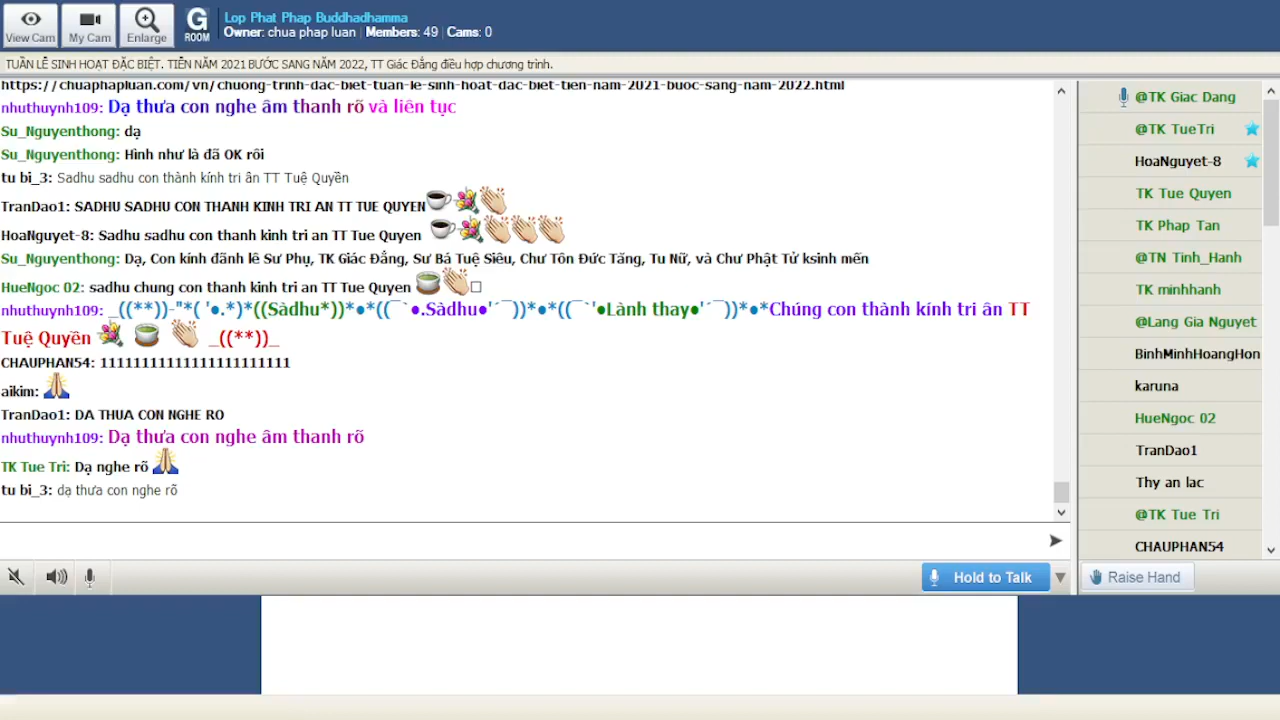 View Cam
My Cam
Enlarge
G
ROOM
Lop Phat Phap Buddhadhamma
Owner: chua phap luan | Members: 49 | Cams: 0
TUẦN LỄ SINH HOẠT ĐẶC BIỆT. TIỄN NĂM 2021 BƯỚC SANG NĂM 2022, TT Giác Đẳng điều hợp chương trình.
https://chuaphapluan.com/vn/chuong-trinh-dac-biet-tuan-le-sinh-hoat-dac-biet-tien-nam-2021-buoc-sang-nam-2022.html
nhuthuynh109: Dạ thưa con nghe âm thanh rõ và liên tục
Su_Nguyenthong: dạ
Su_Nguyenthong: Hình như là đã OK rôi
tu bi_3: Sadhu sadhu con thành kính tri ân TT Tuệ Quyền
TranDao1: SADHU SADHU CON THANH KINH TRI AN TT TUE QUYEN
HoaNguyet-8: Sadhu sadhu con thanh kinh tri an TT Tue Quyen
Su_Nguyenthong: Dạ, Con kính đãnh lê Sư Phụ, TK Giác Đẳng, Sư Bá Tuệ Siêu, Chư Tôn Đức Tăng, Tu Nữ, và Chư Phật Tử ksinh mến
HueNgoc 02: sadhu chung con thanh kinh tri an TT Tue Quyen
nhuthuynh109: _((**))-"*( '●.*)*((Sàdhu*))*●*((¯`●.Sàdhu●'´¯))*●*((¯`'●Lành thay●'´¯))*●*Chúng con thành kính tri ân TT
Tuệ Quyền _((**))_
CHAUPHAN54: 11111111111111111111111
aikim:
TranDao1: DA THUA CON NGHE RO
nhuthuynh109: Dạ thưa con nghe âm thanh rõ
TK Tue Tri: Dạ nghe rõ
tu bi_3: dạ thưa con nghe rõ
@TK Giac Dang
@TK TueTri
HoaNguyet-8
TK Tue Quyen
TK Phap Tan
@TN Tinh_Hanh
TK minhhanh
@Lang Gia Nguyet
BinhMinhHoangHon
karuna
HueNgoc 02
TranDao1
Thy an lac
@TK Tue Tri
CHAUPHAN54
Hold to Talk
Raise Hand